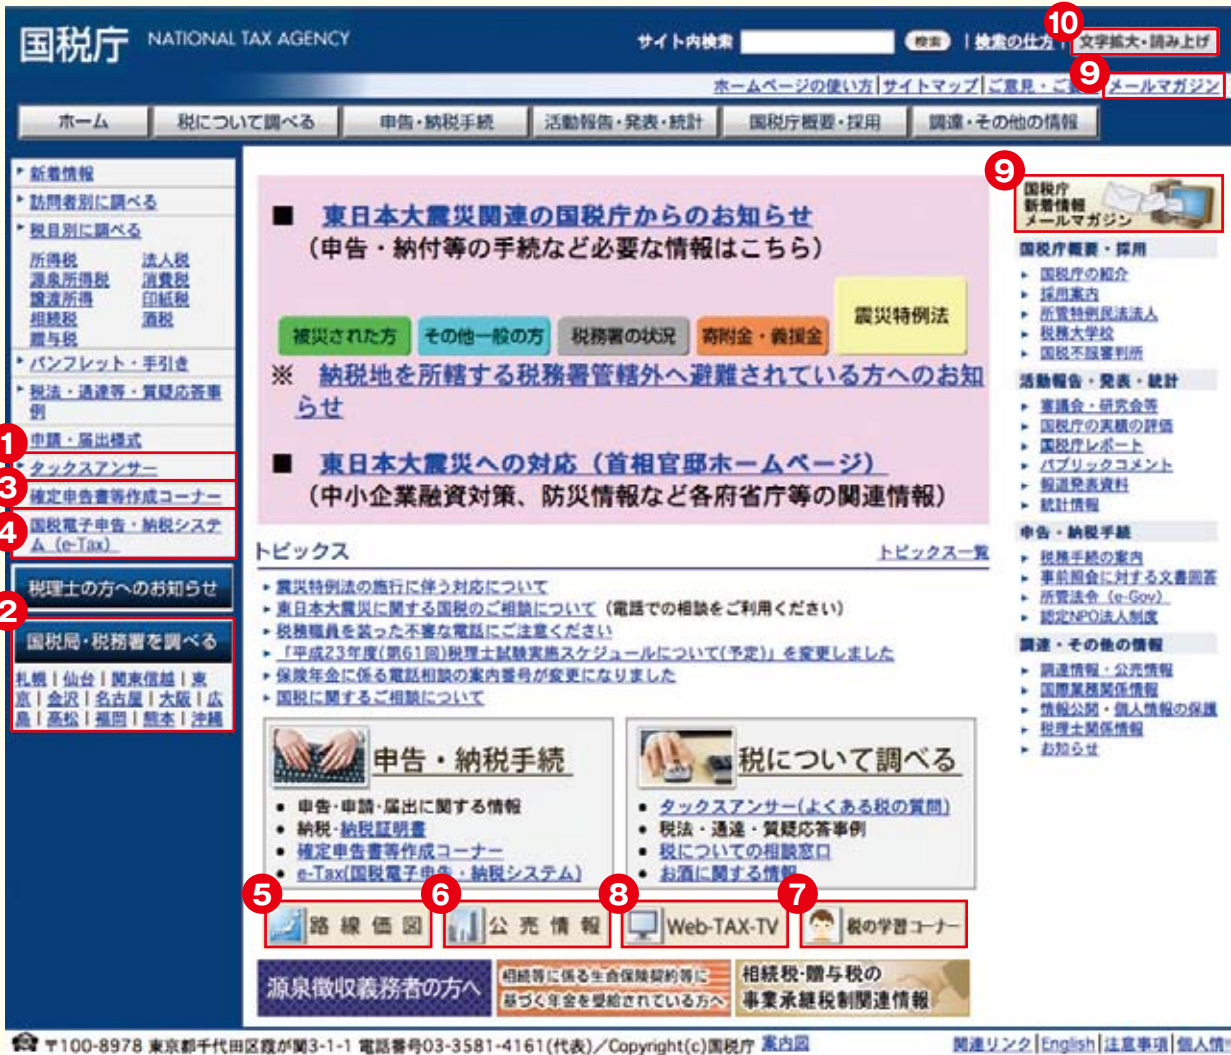 国税庁 NATIONAL TAX AGENCY
サイト内検索 検索 | 検索の仕方 |
10
文字拡大・読み上げ
ホームページの使い方|サイトマップ|ご意見・ご
9
メールマガジン
ホーム 税について調べる 申告・納税手続 活動報告・発表・統計 国税庁概要・採用 調達・その他の情報
新着情報
訪問者別に調べる
税目別に調べる
所得税 法人税
源泉所得税 消費税
譲渡所得 印紙税
相続税 酒税
贈与税
パンフレット・手引き
税法・通達等・質疑応答事
例
申請・届出様式
1
タックスアンサー
3
確定申告書等作成コーナー
4
国税電子申告・納税システ
ム (e-Tax)
税理士の方へのお知らせ
2
国税局・税務署を調べる
札幌|仙台|関東信越|東
京|金沢|名古屋|大阪|広
島|高松|福岡|熊本|沖縄
■ 東日本大震災関連の国税庁からのお知らせ
(申告・納付等の手続など必要な情報はこちら)
被災された方 その他一般の方 税務署の状況 寄附金・義援金 震災特例法
※ 納税地を所轄する税務署管轄外へ避難されている方へのお知
らせ
■ 東日本大震災への対応(首相官邸ホームページ)
(中小企業融資対策、防災情報など各府省庁等の関連情報)
トピックス トピックス一覧
震災特例法の施行に伴う対応について
東日本大震災に関する国税のご相談について (電話での相談をご利用ください)
税務職員を装った不審な電話にご注意ください
「平成23年度(第61回)税理士試験実施スケジュールについて(予定)」を変更しました
保険年金に係る電話相談の案内番号が変更になりました
国税に関するご相談について
申告・納税手続
• 申告・申請・届出に関する情報
• 納税・納税証明書
• 確定申告書等作成コーナー
• e-Tax(国税電子申告・納税システム)
税について調べる
• タックスアンサー(よくある税の質問)
• 税法・通達・質疑応答事例
• 税についての相談窓口
• お酒に関する情報
5
路線価図
6
公売情報
8
Web-TAX-TV
7
税の学習コーナー
源泉徴収義務者の方へ
相続等に係る生命保険契約等に
基づく年金を受給されている方へ
相続税・贈与税の
事業承継税制関連情報
9
国税庁
新着情報
メールマガジン
国税庁概要・採用
国税庁の紹介
採用案内
所管特例民法法人
税務大学校
国税不服審判所
活動報告・発表・統計
審議会・研究会等
国税庁の実績の評価
国税庁レポート
パブリックコメント
報道発表資料
統計情報
申告・納税手続
税務手続の案内
事前照会に対する文書回答
所管法令 (e-Gov)
認定NPO法人制度
調達・その他の情報
調達情報・公売情報
国際業務関係情報
情報公開・個人情報の保護
税理士関係情報
お知らせ
〒100-8978 東京都千代田区霞が関3-1-1 電話番号03-3581-4161(代表)/Copyright(c)国税庁 案内図
関連リンク|English|注意事項|個人情